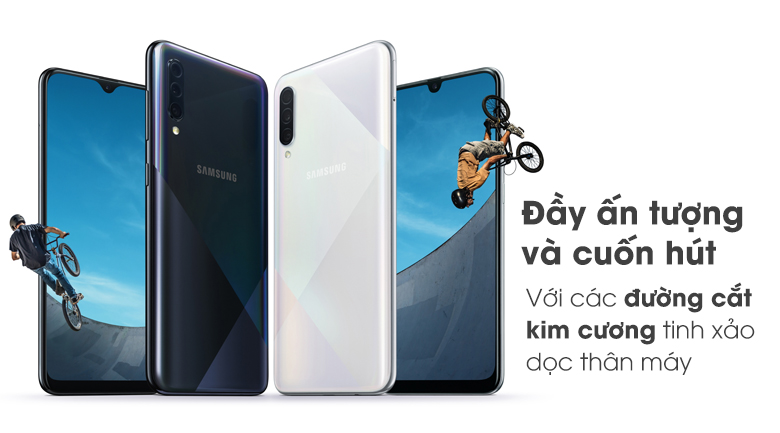 SAMSUNG
SAMSUNG
Đầy ấn tượng
và cuốn hút
Với các đường cắt
kim cương tinh xảo
dọc thân máy